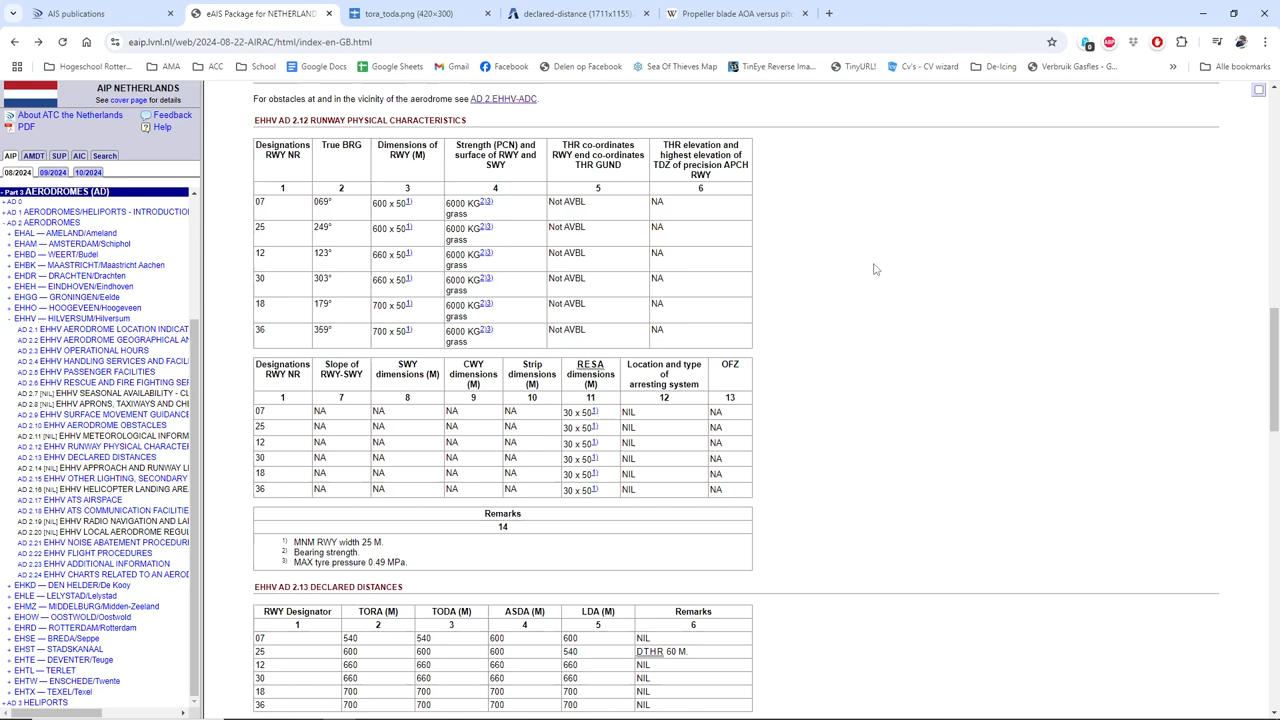 AIS publications
eAIS Package for NETHERLAND
tora_toda.png (420×300)
declared-distance (1711x1155).
Propeller blade AOA versus pitc
eaip.lvnl.nl/web/2024-08-22-AIRAC/html/index-en-GB.html
Hogeschool Rotter...
AMA
ACC
School
Google Docs
Google Sheets
Gmail
Facebook
Delen op Facebook
Sea Of Thieves Map
TinEye Reverse Ima...
TinyURL!
Cv's - CV wizard
De-Icing
Verbruik Gasfles - G...
Alle bookmarks
AIP NETHERLANDS
See cover page for details
About ATC the Netherlands
Feedback
PDF
Help
AIP AMDT SUP AIC Search
08/2024 09/2024 10/2024
Part 3 AERODROMES (AD)
AD 0
AD 1 AERODROMES/HELIPORTS - INTRODUCTIO
AD 2 AERODROMES
EHAL — AMELAND/Ameland
EHAM — AMSTERDAM/Schiphol
EHBD — WEERT/Budel
EHBK — MAASTRICHT/Maastricht Aachen
EHDR — DRACHTEN/Drachten
EHEH — EINDHOVEN/Eindhoven
EHGG — GRONINGEN/Eelde
EHHO — HOOGEVEEN/Hoogeveen
EHHV — HILVERSUM/Hilversum
AD 2.1 EHHV AERODROME LOCATION INDICAT
AD 2.2 EHHV AERODROME GEOGRAPHICAL AN
AD 2.3 EHHV OPERATIONAL HOURS
AD 2.4 EHHV HANDLING SERVICES AND FACIL
AD 2.5 EHHV PASSENGER FACILITIES
AD 2.6 EHHV RESCUE AND FIRE FIGHTING SEF
AD 2.7 [NIL] EHHV SEASONAL AVAILABILITY - CL
AD 2.8 [NIL] EHHV APRONS, TAXIWAYS AND CHE
AD 2.9 EHHV SURFACE MOVEMENT GUIDANCE
AD 2.10 EHHV AERODROME OBSTACLES
AD 2.11 [NIL] EHHV METEOROLOGICAL INFORM
AD 2.12 EHHV RUNWAY PHYSICAL CHARACTER
AD 2.13 EHHV DECLARED DISTANCES
AD 2.14 [NIL] EHHV APPROACH AND RUNWAY LI
AD 2.15 EHHV OTHER LIGHTING, SECONDARY
AD 2.16 [NIL] EHHV HELICOPTER LANDING ARE
AD 2.17 EHHV ATS AIRSPACE
AD 2.18 EHHV ATS COMMUNICATION FACILITIE
AD 2.19 [NIL] EHHV RADIO NAVIGATION AND LAI
AD 2.20 [NIL] EHHV LOCAL AERODROME REGUL
AD 2.21 EHHV NOISE ABATEMENT PROCEDURI
AD 2.22 EHHV FLIGHT PROCEDURES
AD 2.23 EHHV ADDITIONAL INFORMATION
AD 2.24 EHHV CHARTS RELATED TO AN AEROD
EHKD — DEN HELDER/De Kooy
EHLE — LELYSTAD/Lelystad
EHMZ — MIDDELBURG/Midden-Zeeland
EHOW — OOSTWOLD/Oostwold
EHRD — ROTTERDAM/Rotterdam
EHSE — BREDA/Seppe
EHST — STADSKANAAL
EHTE — DEVENTER/Teuge
EHTL — TERLET
EHTW — ENSCHEDE/Twente
EHTX — TEXEL/Texel
AD 3 HELIPORTS
For obstacles at and in the vicinity of the aerodrome see AD 2 EHHV-ADC.
EHHV AD 2.12 RUNWAY PHYSICAL CHARACTERISTICS
Designations True BRG Dimensions of Strength (PCN) and THR co-ordinates THR elevation and
RWY NR RWY (M) surface of RWY and RWY end co-ordinates highest elevation of
SWY THR GUND TDZ of precision APCH
RWY
1 2 3 4 5 6
07 069° 600 x 501) 6000 KG2)3) Not AVBL NA
grass
25 249° 600 x 501) 6000 KG2)3) Not AVBL NA
grass
12 123° 660 x 501) 6000 KG2)3) Not AVBL NA
grass
30 303° 660 x 501) 6000 KG2)3) Not AVBL NA
grass
18 179° 700 x 501) 6000 KG2)3) Not AVBL NA
grass
36 359° 700 x 501) 6000 KG2)3) Not AVBL NA
grass
Designations Slope of SWY CWY Strip RESA Location and type OFZ
RWY NR RWY-SWY dimensions (M) dimensions dimensions dimensions of
(M) (M) (M) arresting system
1 7 8 9 10 11 12 13
07 NA NA NA NA 30 x 501) NIL NA
25 NA NA NA NA 30 x 501) NIL NA
12 NA NA NA NA 30 x 501) NIL NA
30 NA NA NA NA 30 x 501) NIL NA
18 NA NA NA NA 30 x 501) NIL NA
36 NA NA NA NA 30 x 501) NIL NA
Remarks
14
1) MNM RWY width 25 M.
2) Bearing strength.
3) MAX tyre pressure 0.49 MPa.
EHHV AD 2.13 DECLARED DISTANCES
RWY Designator TORA (M) TODA (M) ASDA (M) LDA (M) Remarks
1 2 3 4 5 6
07 540 540 600 600 NIL
25 600 600 600 540 DTHR 60 M.
12 660 660 660 660 NIL
30 660 660 660 660 NIL
18 700 700 700 700 NIL
36 700 700 700 700 NIL